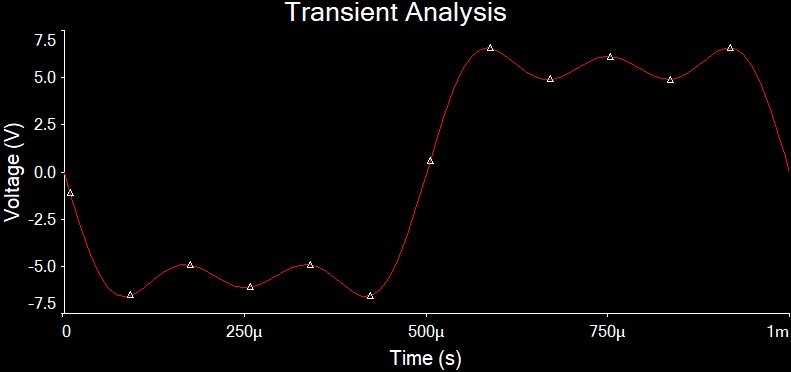 Transient Analysis
Voltage (V)
7.5
5.0
2.5
0.0
-2.5
-5.0
-7.5
0 250µ 500µ 750µ 1m
Time (s)